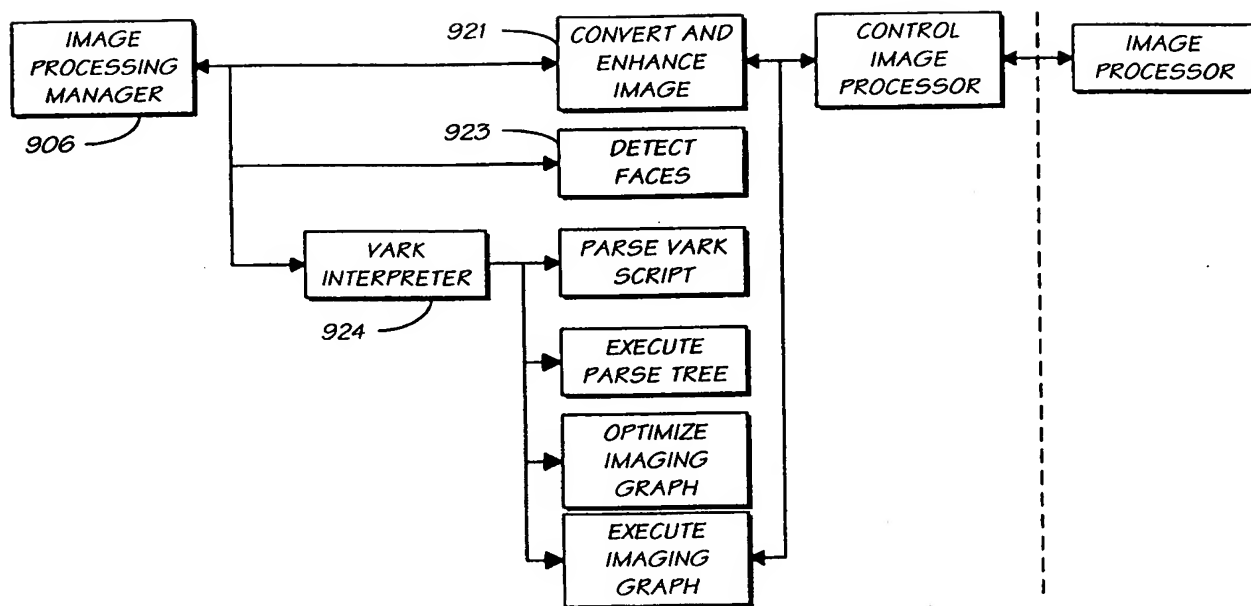 IMAGE
PROCESSING
MANAGER
906
921
CONVERT AND
ENHANCE
IMAGE
CONTROL
IMAGE
PROCESSOR
IMAGE
PROCESSOR
923
DETECT
FACES
VARK
INTERPRETER
924
PARSE VARK
SCRIPT
EXECUTE
PARSE TREE
OPTIMIZE
IMAGING
GRAPH
EXECUTE
IMAGING
GRAPH